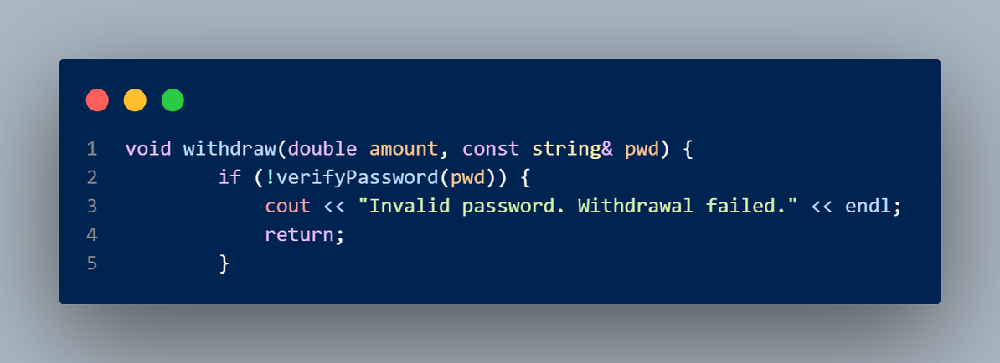 1 void withdraw(double amount, const string& pwd) {
2         if (!verifyPassword(pwd)) {
3             cout << "Invalid password. Withdrawal failed." << endl;
4             return;
5         }